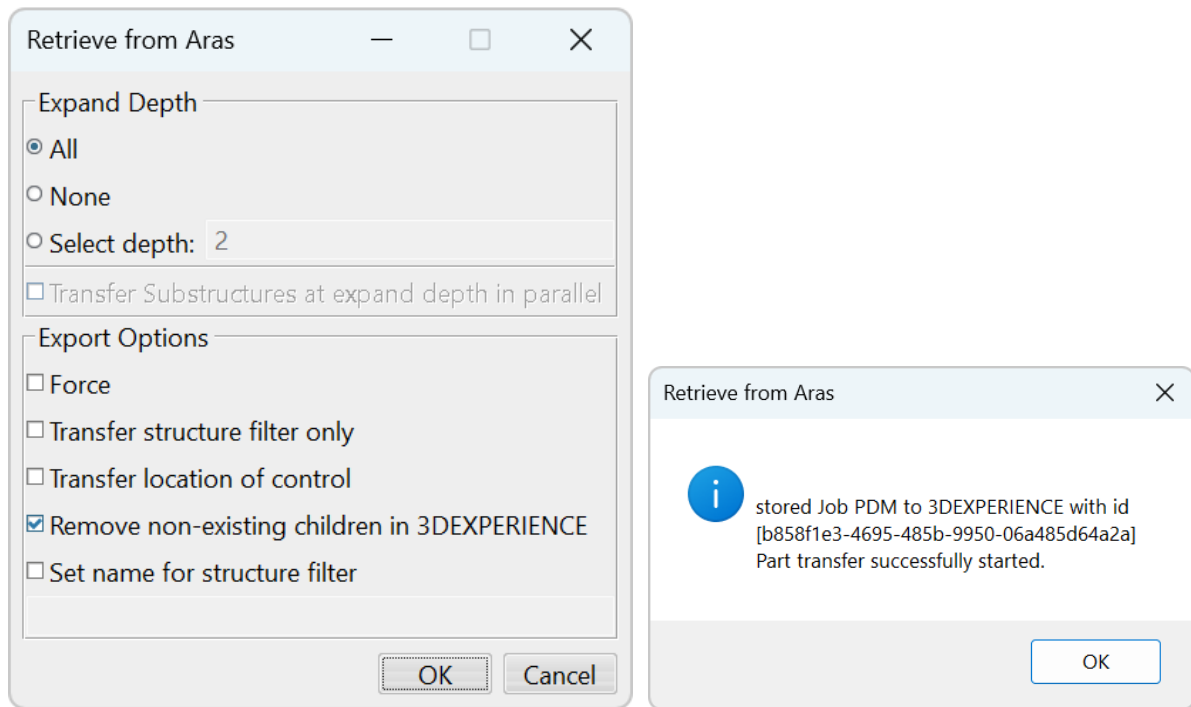 Retrieve from Aras
Expand Depth
All
None
Select depth: 2
Transfer Substructures at expand depth in parallel
Export Options
Force
Transfer structure filter only
Transfer location of control
Remove non-existing children in 3DEXPERIENCE
Set name for structure filter
OK Cancel
Retrieve from Aras
stored Job PDM to 3DEXPERIENCE with id
[b858f1e3-4695-485b-9950-06a485d64a2a]
Part transfer successfully started.
OK